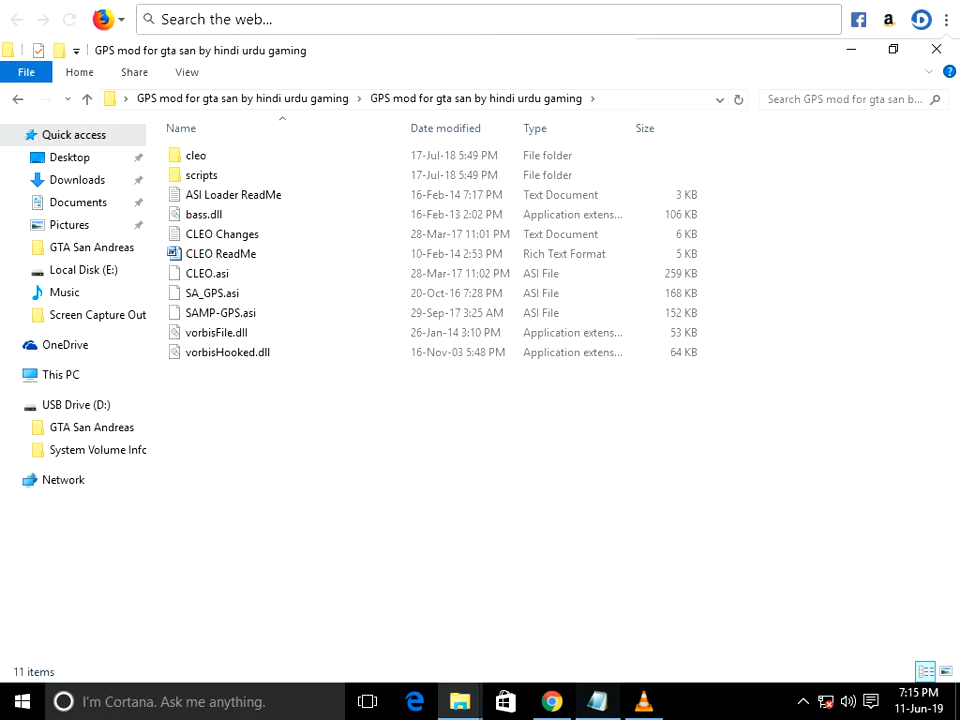 Search the web...
GPS mod for gta san by hindi urdu gaming
File Home Share View
GPS mod for gta san by hindi urdu gaming > GPS mod for gta san by hindi urdu gaming >
Search GPS mod for gta san b...
Name Date modified Type Size
Quick access
Desktop
Downloads
Documents
Pictures
GTA San Andreas
Local Disk (E:)
Music
Screen Capture Out
OneDrive
This PC
USB Drive (D:)
GTA San Andreas
System Volume Infc
Network
cleo 17-Jul-18 5:49 PM File folder
scripts 17-Jul-18 5:49 PM File folder
ASI Loader ReadMe 16-Feb-14 7:17 PM Text Document 3 KB
bass.dll 16-Feb-13 2:02 PM Application extens... 106 KB
CLEO Changes 28-Mar-17 11:01 PM Text Document 6 KB
CLEO ReadMe 10-Feb-14 2:53 PM Rich Text Format 5 KB
CLEO.asi 28-Mar-17 11:02 PM ASI File 259 KB
SA_GPS.asi 20-Oct-16 7:28 PM ASI File 168 KB
SAMP-GPS.asi 29-Sep-17 3:25 AM ASI File 152 KB
vorbisFile.dll 26-Jan-14 3:10 PM Application extens... 53 KB
vorbisHooked.dll 16-Nov-03 5:48 PM Application extens... 64 KB
11 items
I'm Cortana. Ask me anything.
7:15 PM
11-Jun-19